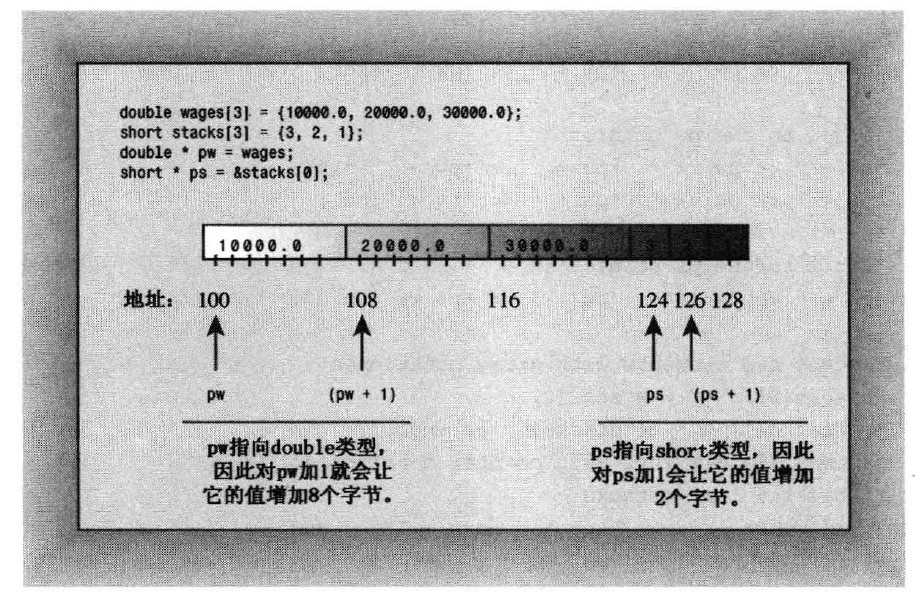 double wages[3] = {10000.0, 20000.0, 30000.0};
short stacks[3] = {3, 2, 1};
double * pw = wages;
short * ps = &stacks[0];
10000.0 20000.0 30000.0 3 2 1
地址: 100 108 116 124 126 128
pw (pw + 1) ps (ps + 1)
pw指向double类型,
因此对pw加1就会让
它的值增加8个字节。
ps指向short类型,因此
对ps加1会让它的值增加
2个字节。